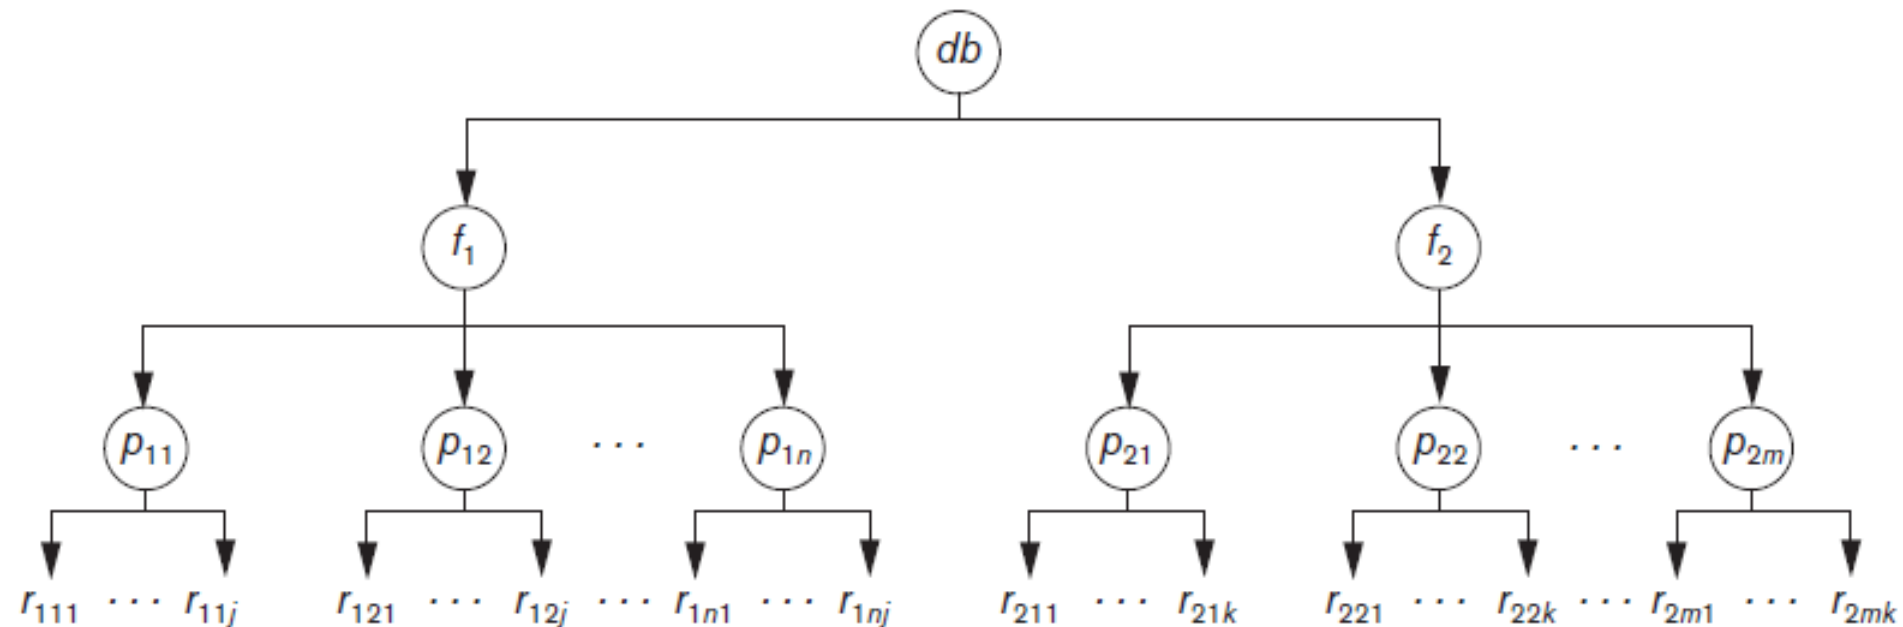 db
f₁ f₂
p₁₁ p₁₂ ... p₁ₙ p₂₁ p₂₂ ... p₂ₘ
r₁₁₁ ... r₁₁ⱼ r₁₂₁ ... r₁₂ⱼ ... r₁ₙ₁ ... r₁ₙⱼ r₂₁₁ ... r₂₁ₖ r₂₂₁ ... r₂₂ₖ ... r₂ₘ₁ ... r₂ₘₖ